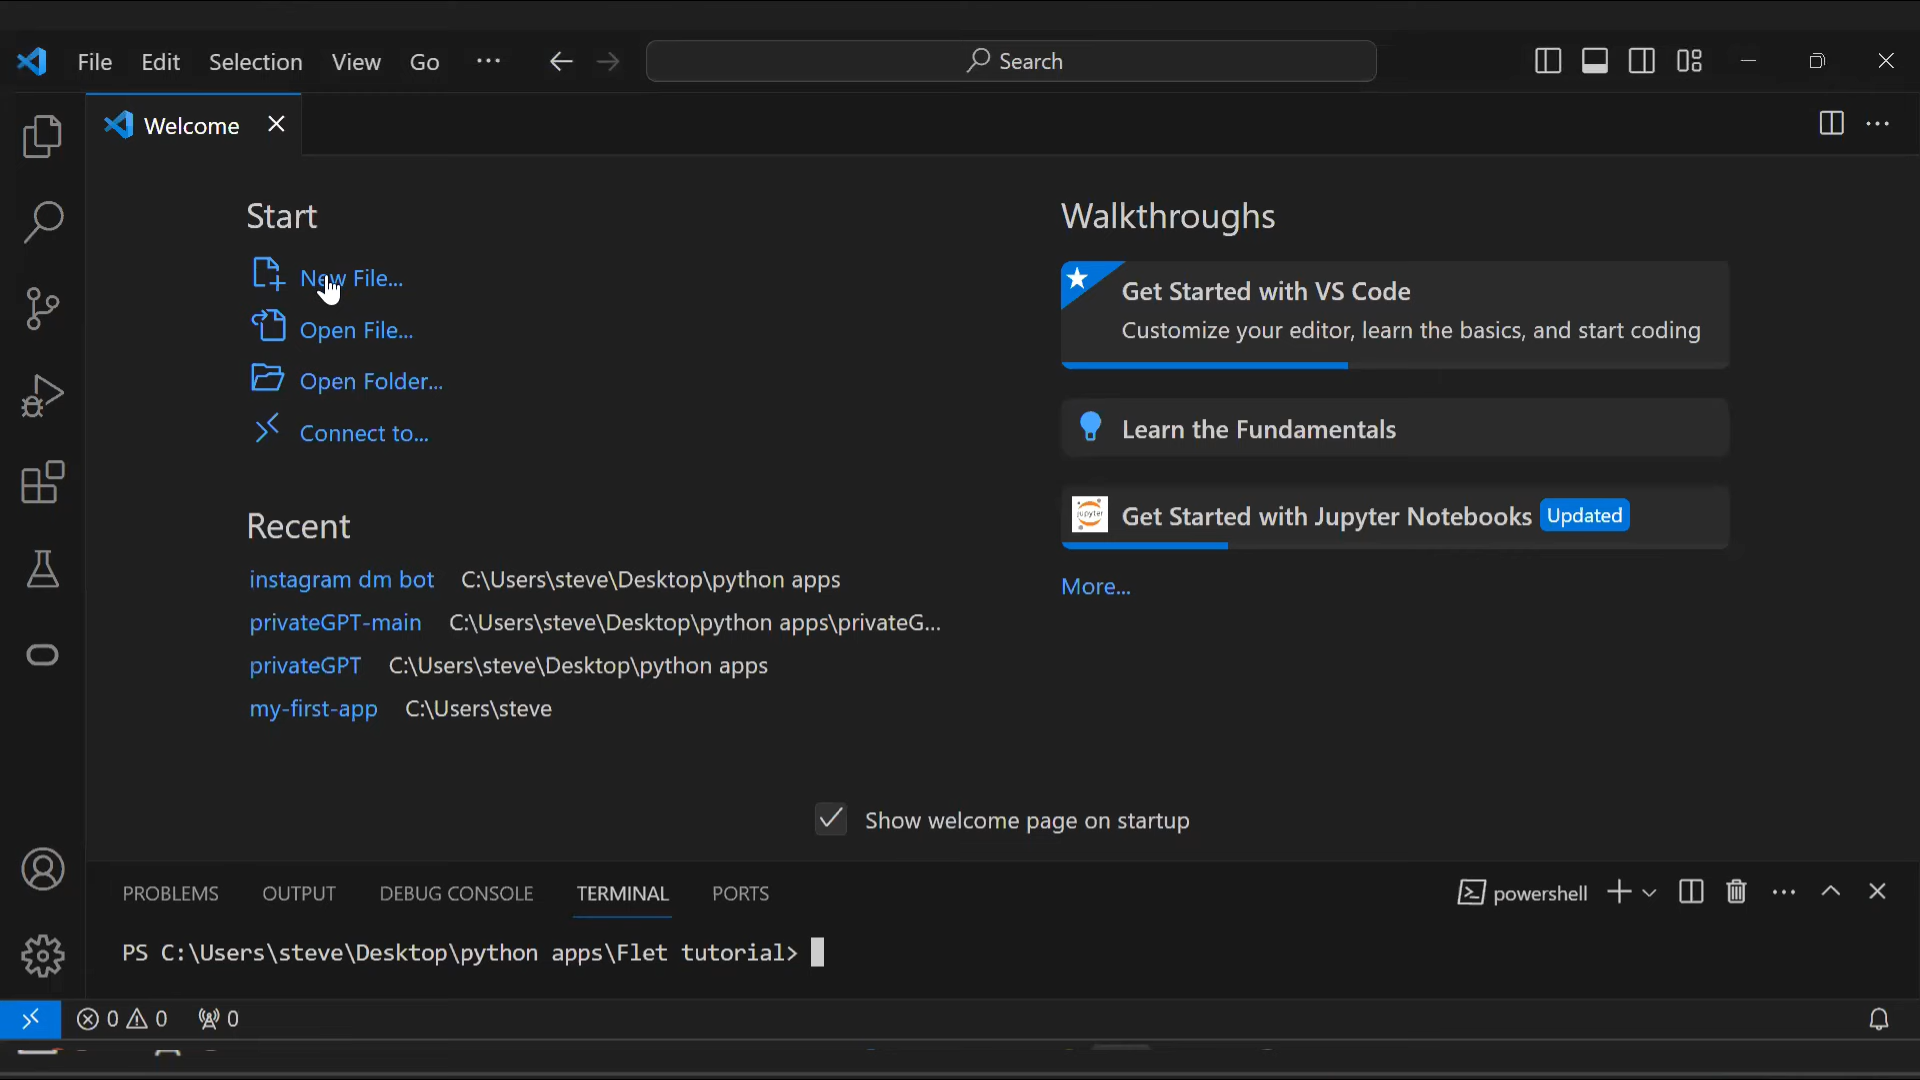 File Edit Selection View Go ··· Search
Welcome
Start
New File...
Open File...
Open Folder...
Connect to...
Recent
instagram dm bot C:\Users\steve\Desktop\python apps
privateGPT-main C:\Users\steve\Desktop\python apps\privateG...
privateGPT C:\Users\steve\Desktop\python apps
my-first-app C:\Users\steve
Walkthroughs
Get Started with VS Code
Customize your editor, learn the basics, and start coding
Learn the Fundamentals
jupyter Get Started with Jupyter Notebooks Updated
More...
Show welcome page on startup
PROBLEMS OUTPUT DEBUG CONSOLE TERMINAL PORTS powershell
PS C:\Users\steve\Desktop\python apps\Flet tutorial>
0 0 0